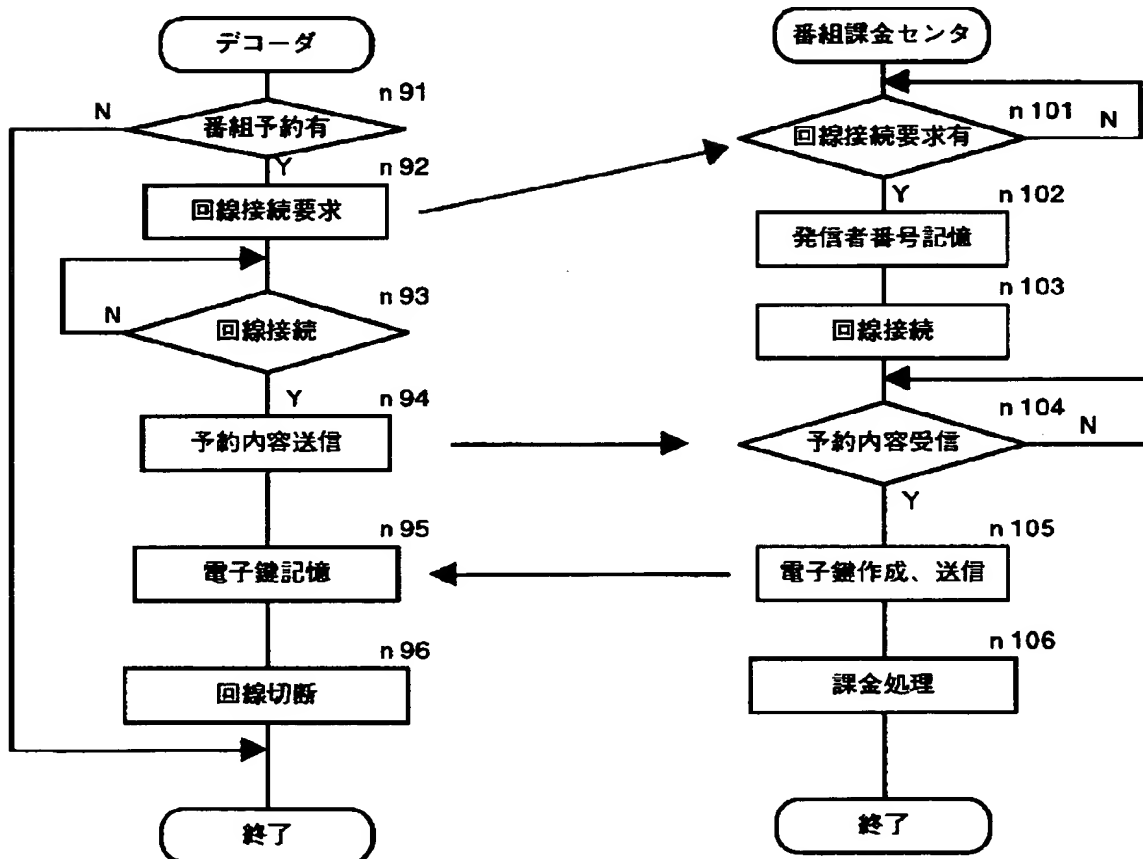 デコーダ
n 91
N
番組予約有
Y
n 92
回線接続要求
n 93
N
回線接続
Y
n 94
予約内容送信
n 95
電子鍵記憶
n 96
回線切断
終了
番組課金センタ
n 101
N
回線接続要求有
Y
n 102
発信者番号記憶
n 103
回線接続
n 104
N
予約内容受信
Y
n 105
電子鍵作成、送信
n 106
課金処理
終了